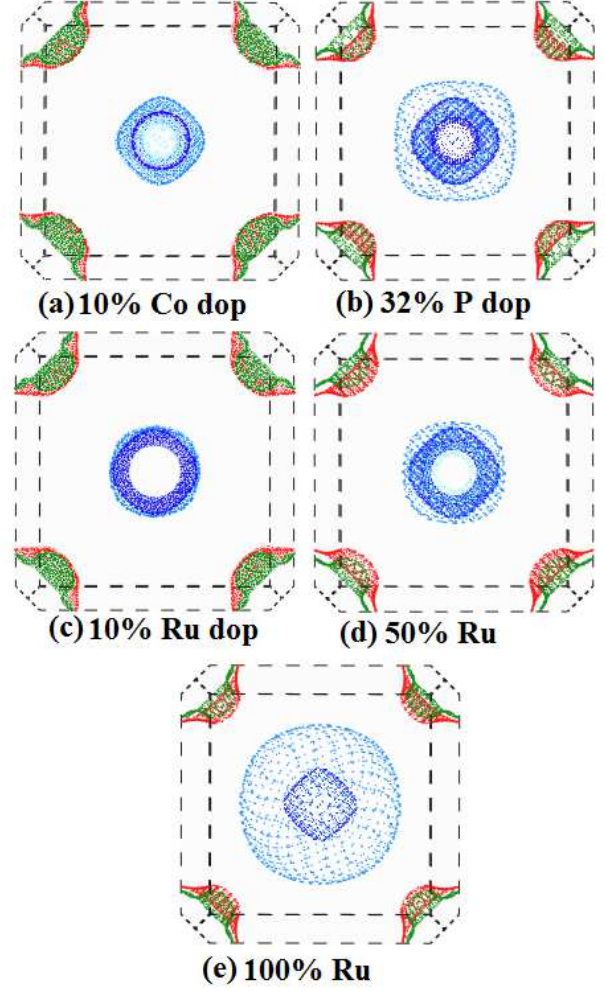 (a) 10% Co dop
(b) 32% P dop
(c) 10% Ru dop
(d) 50% Ru
(e) 100% Ru